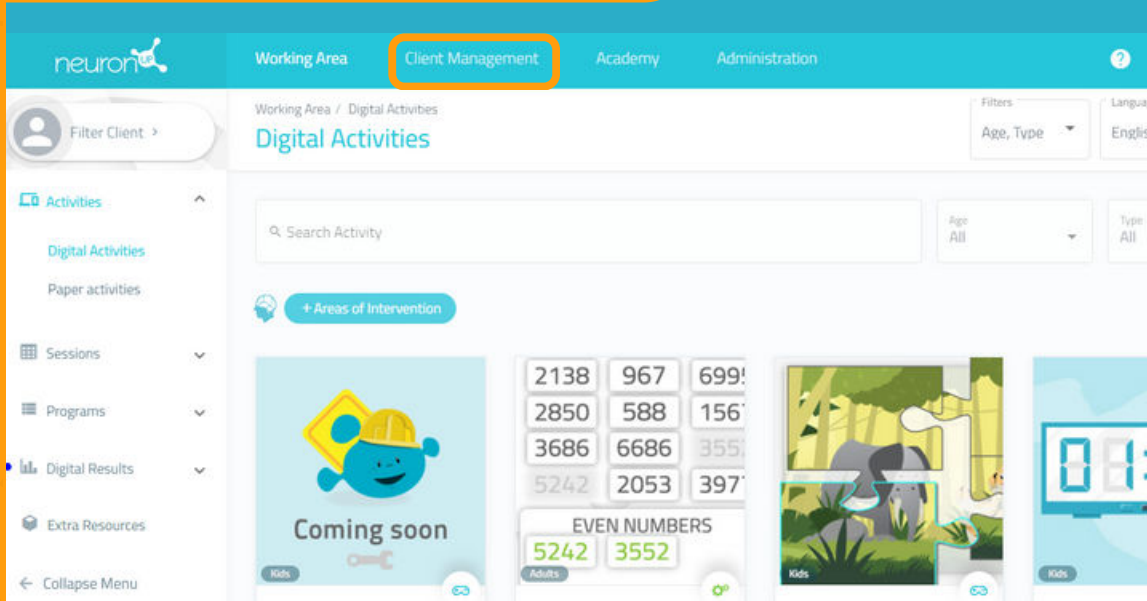 neuronUP
Working Area Client Management Academy Administration ?
Filter Client >
Working Area / Digital Activities
Digital Activities
Filters
Age, Type
Activities
Digital Activities
Paper activities
Sessions
Programs
Digital Results
Extra Resources
← Collapse Menu
Search Activity
Age
All
Type
All
+ Areas of Intervention
Coming soon
Kids
2138 967
2850 588
3686 6686
5242 2053
EVEN NUMBERS
5242 3552
Adults
Kids
01:
Kids